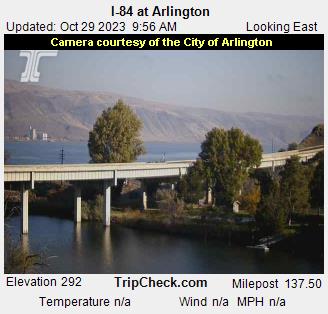 I-84 at Arlington
Updated: Oct 29 2023 9:56 AM Looking East
Camera courtesy of the City of Arlington
Elevation 292 TripCheck.com Milepost 137.50
Temperature n/a Wind n/a MPH n/a